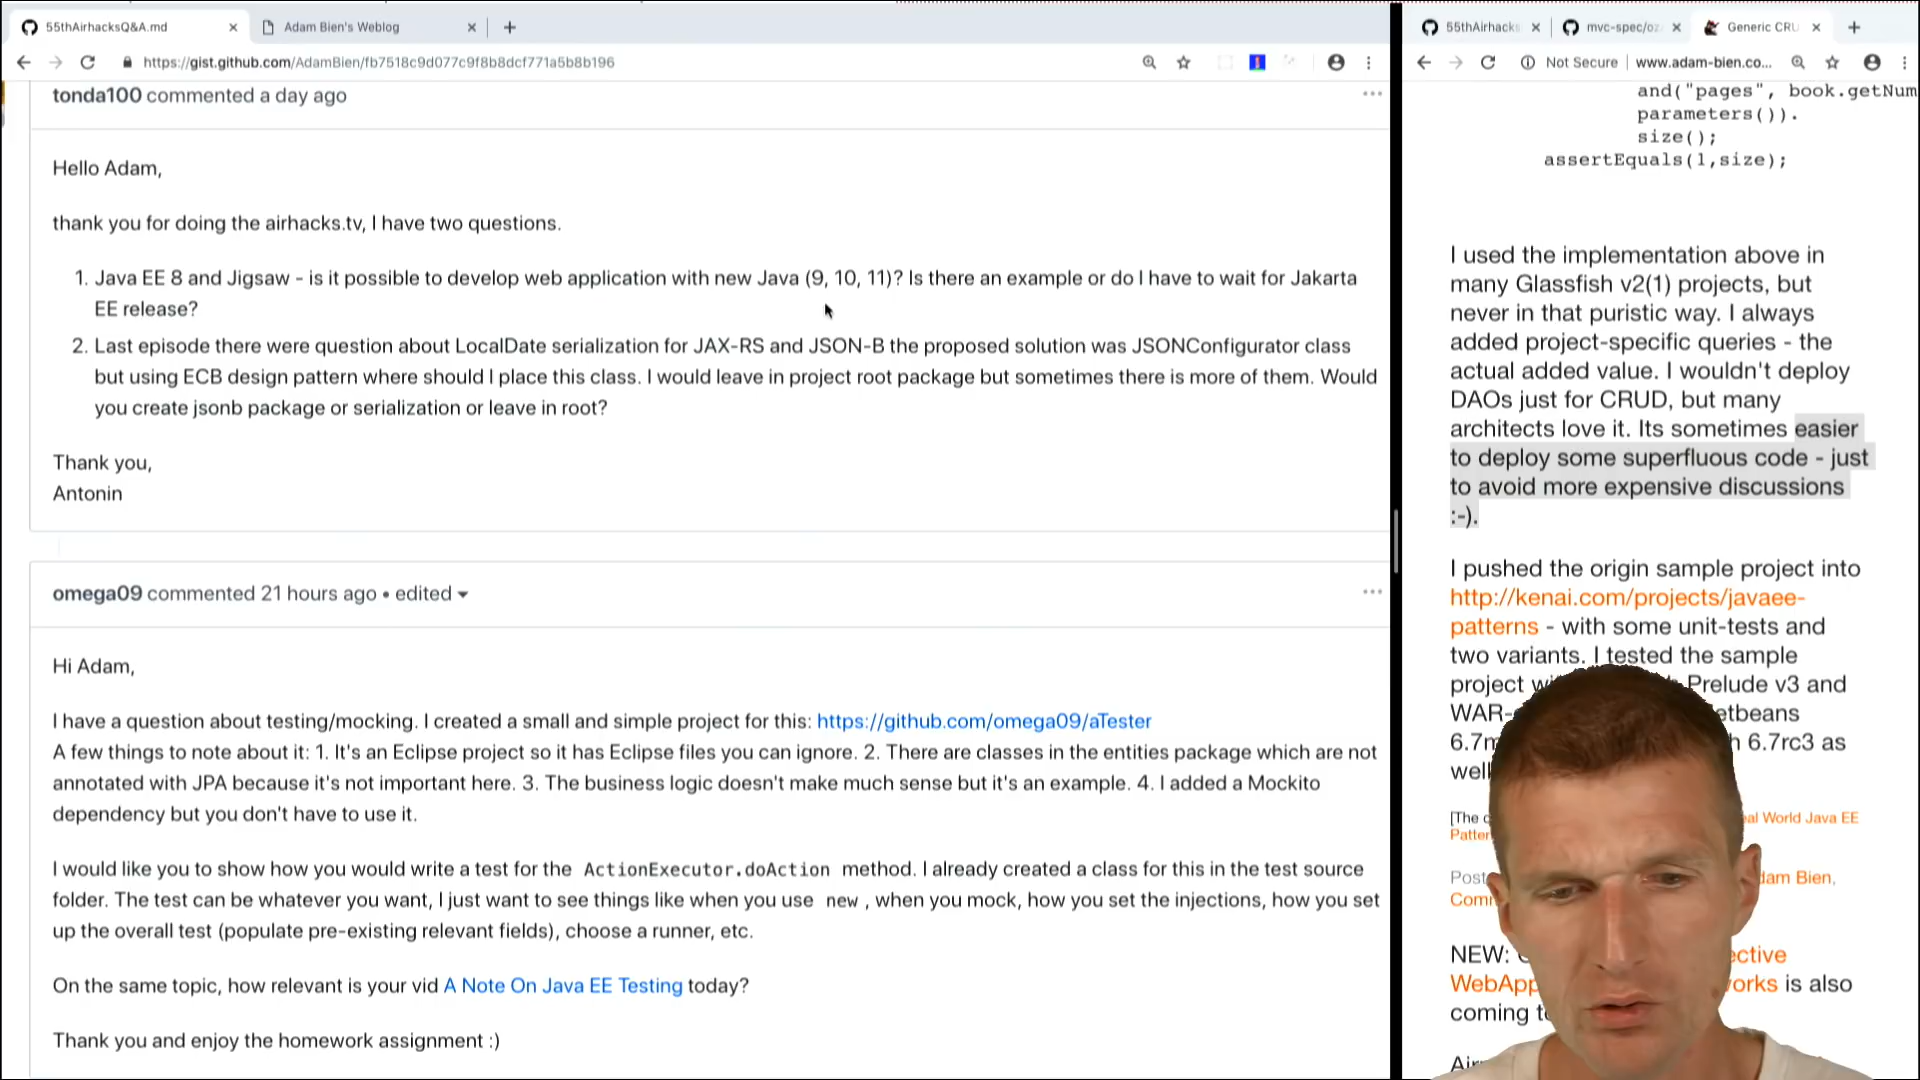 55thAirhacksQ&A.md
Adam Bien's Weblog
https://gist.github.com/AdamBien/fb7518c9d077c9f8b8dcf771a5b8b196
tonda100 commented a day ago
Hello Adam,
thank you for doing the airhacks.tv, I have two questions.
1. Java EE 8 and Jigsaw - is it possible to develop web application with new Java (9, 10, 11)? Is there an example or do I have to wait for Jakarta
EE release?
2. Last episode there were question about LocalDate serialization for JAX-RS and JSON-B the proposed solution was JSONConfigurator class
but using ECB design pattern where should I place this class. I would leave in project root package but sometimes there is more of them. Would
you create jsonb package or serialization or leave in root?
Thank you,
Antonin
omega09 commented 21 hours ago • edited
Hi Adam,
I have a question about testing/mocking. I created a small and simple project for this: https://github.com/omega09/aTester
A few things to note about it: 1. It's an Eclipse project so it has Eclipse files you can ignore. 2. There are classes in the entities package which are not
annotated with JPA because it's not important here. 3. The business logic doesn't make much sense but it's an example. 4. I added a Mockito
dependency but you don't have to use it.
I would like you to show how you would write a test for the ActionExecutor.doAction method. I already created a class for this in the test source
folder. The test can be whatever you want, I just want to see things like when you use new , when you mock, how you set the injections, how you set
up the overall test (populate pre-existing relevant fields), choose a runner, etc.
On the same topic, how relevant is your vid A Note On Java EE Testing today?
Thank you and enjoy the homework assignment :)
55thAirhacks
mvc-spec/oz
Generic CRU
Not Secure
www.adam-bien.co...
and("pages", book.getNum
parameters()).
size();
assertEquals(1,size);
I used the implementation above in
many Glassfish v2(1) projects, but
never in that puristic way. I always
added project-specific queries - the
actual added value. I wouldn't deploy
DAOs just for CRUD, but many
architects love it. Its sometimes easier
to deploy some superfluous code - just
to avoid more expensive discussions
:-).
I pushed the origin sample project into
http://kenai.com/projects/javaee-
patterns - with some unit-tests and
two variants. I tested the sample
project Prelude v3 and
WAR-
6.7rc3 as
well
[The
World Java EE
Post
Bien,
NEW:
WebApp is also
coming